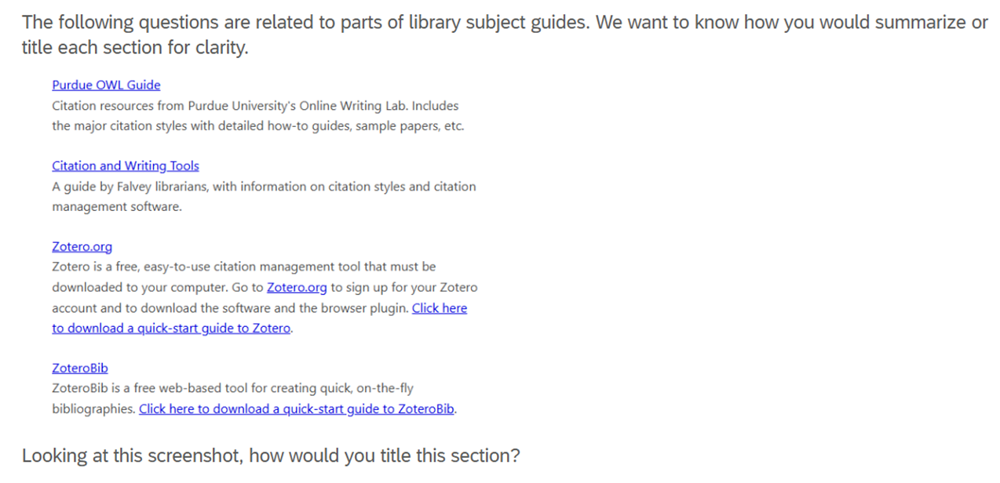 The following questions are related to parts of library subject guides. We want to know how you would summarize or
title each section for clarity.
Purdue OWL Guide
Citation resources from Purdue University's Online Writing Lab. Includes
the major citation styles with detailed how-to guides, sample papers, etc.
Citation and Writing Tools
A guide by Falvey librarians, with information on citation styles and citation
management software.
Zotero.org
Zotero is a free, easy-to-use citation management tool that must be
downloaded to your computer. Go to Zotero.org to sign up for your Zotero
account and to download the software and the browser plugin. Click here
to download a quick-start guide to Zotero.
ZoteroBib
ZoteroBib is a free web-based tool for creating quick, on-the-fly
bibliographies. Click here to download a quick-start guide to ZoteroBib.
Looking at this screenshot, how would you title this section?